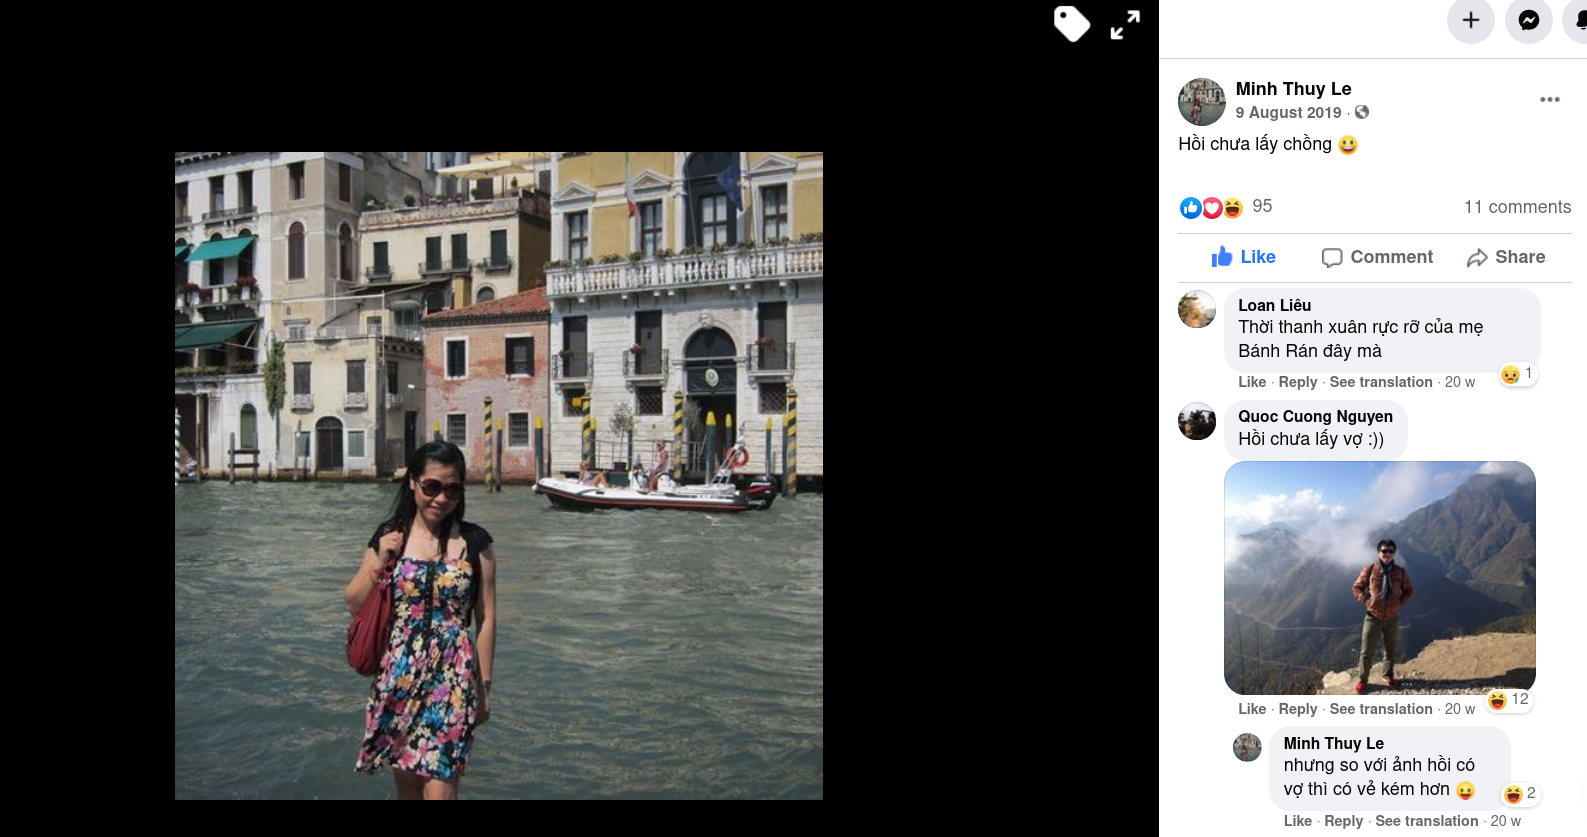 Minh Thuy Le
9 August 2019 ·
Hồi chưa lấy chồng 😀
95
11 comments
Like
Comment
Share
Loan Liêu
Thời thanh xuân rực rỡ của mẹ
Bánh Rán đây mà
Like · Reply · See translation · 20 w
1
Quoc Cuong Nguyen
Hồi chưa lấy vợ :))
Like · Reply · See translation · 20 w
12
Minh Thuy Le
nhưng so với ảnh hồi có
vợ thì có vẻ kém hơn 😛
2
Like · Reply · See translation · 20 w